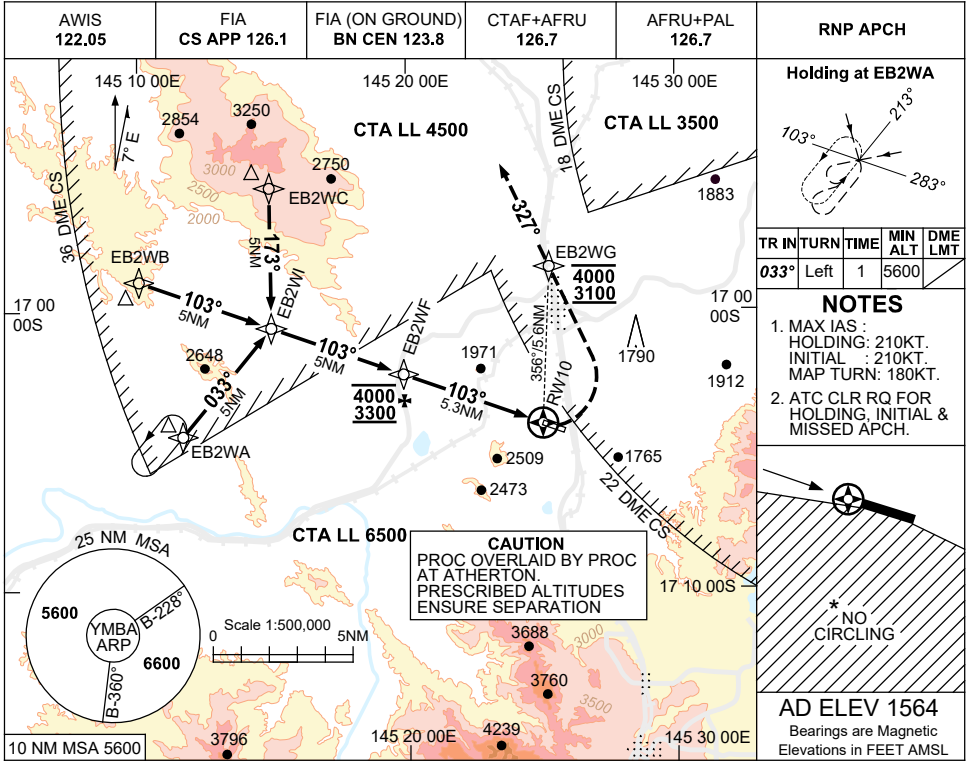 AWIS
122.05
FIA
CS APP 126.1
FIA (ON GROUND)
BN CEN 123.8
CTAF+AFRU
126.7
AFRU+PAL
126.7
RNP APCH
145 10 00E
145 20 00E
145 30 00E
Holding at EB2WA
213°
103°
283°
TR IN
TURN
TIME
MIN
ALT
DME
LMT
033°
Left
1
5600
NOTES
1. MAX IAS :
HOLDING: 210KT.
INITIAL : 210KT.
MAP TURN: 180KT.
2. ATC CLR RQ FOR
HOLDING, INITIAL &
MISSED APCH.
7° E
2854
3250
2750
3000
2500
2000
CTA LL 4500
CTA LL 3500
18 DME CS
1883
36 DME CS
EB2WC
173°
5NM
EB2WB
EB2WI
103°
5NM
327°
EB2WG
4000
3100
17 00
00S
17 00
00S
EB2WF
103°
5NM
2648
033°
5NM
EB2WA
1971
356°/5.6NM
RW10
1790
1912
4000
3300
103°
5.3NM
2509
2473
1765
22 DME CS
CTA LL 6500
CAUTION
PROC OVERLAID BY PROC
AT ATHERTON.
PRESCRIBED ALTITUDES
ENSURE SEPARATION
17 10 00S
25 NM MSA
5600
YMBA
ARP
B-228°
6600
B-360°
Scale 1:500,000
0
5NM
10 NM MSA 5600
3796
3688
3000
3760
3500
4239
145 20 00E
145 30 00E
*
NO
CIRCLING
AD ELEV 1564
Bearings are Magnetic
Elevations in FEET AMSL